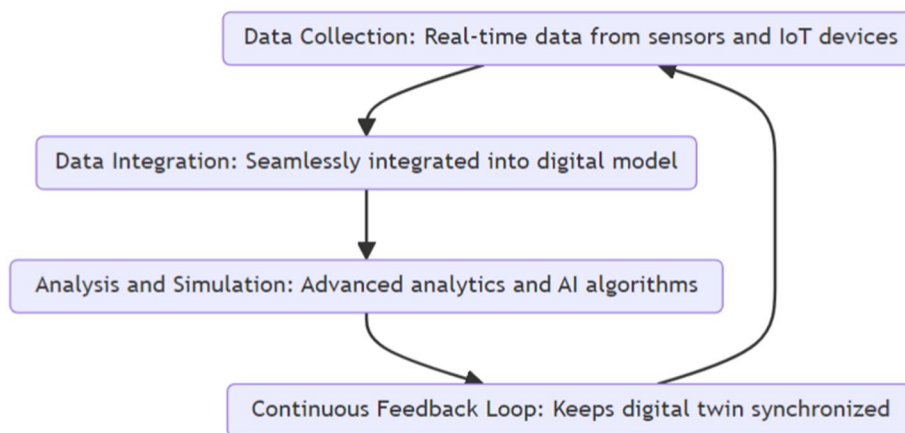 Data Collection: Real-time data from sensors and IoT devices
Data Integration: Seamlessly integrated into digital model
Analysis and Simulation: Advanced analytics and AI algorithms
Continuous Feedback Loop: Keeps digital twin synchronized